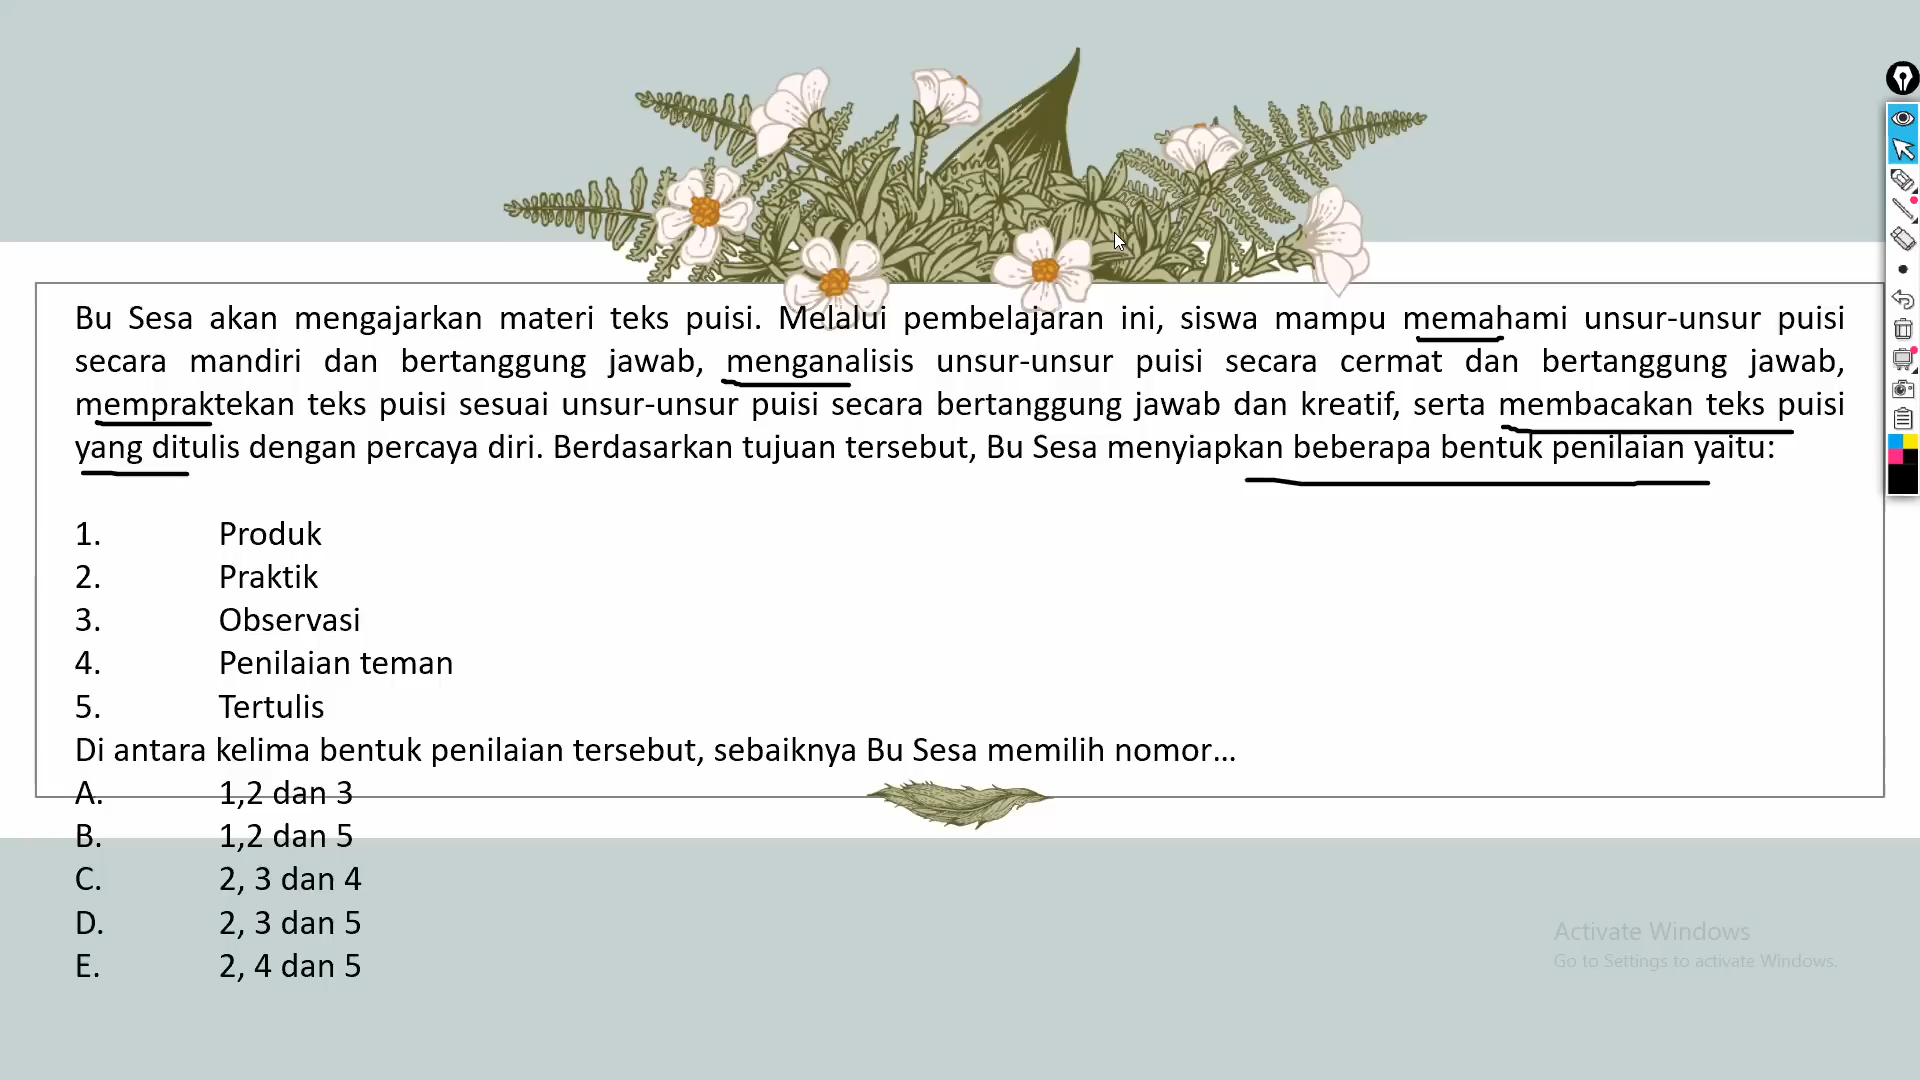 Bu Sesa akan mengajarkan materi teks puisi. Melalui pembelajaran ini, siswa mampu memahami unsur-unsur puisi
secara mandiri dan bertanggung jawab, menganalisis unsur-unsur puisi secara cermat dan bertanggung jawab,
mempraktekan teks puisi sesuai unsur-unsur puisi secara bertanggung jawab dan kreatif, serta membacakan teks puisi
yang ditulis dengan percaya diri. Berdasarkan tujuan tersebut, Bu Sesa menyiapkan beberapa bentuk penilaian yaitu:
1. Produk
2. Praktik
3. Observasi
4. Penilaian teman
5. Tertulis
Di antara kelima bentuk penilaian tersebut, sebaiknya Bu Sesa memilih nomor...
A. 1,2 dan 3
B. 1,2 dan 5
C. 2, 3 dan 4
D. 2, 3 dan 5
E. 2, 4 dan 5
Activate Windows
Go to Settings to activate Windows.